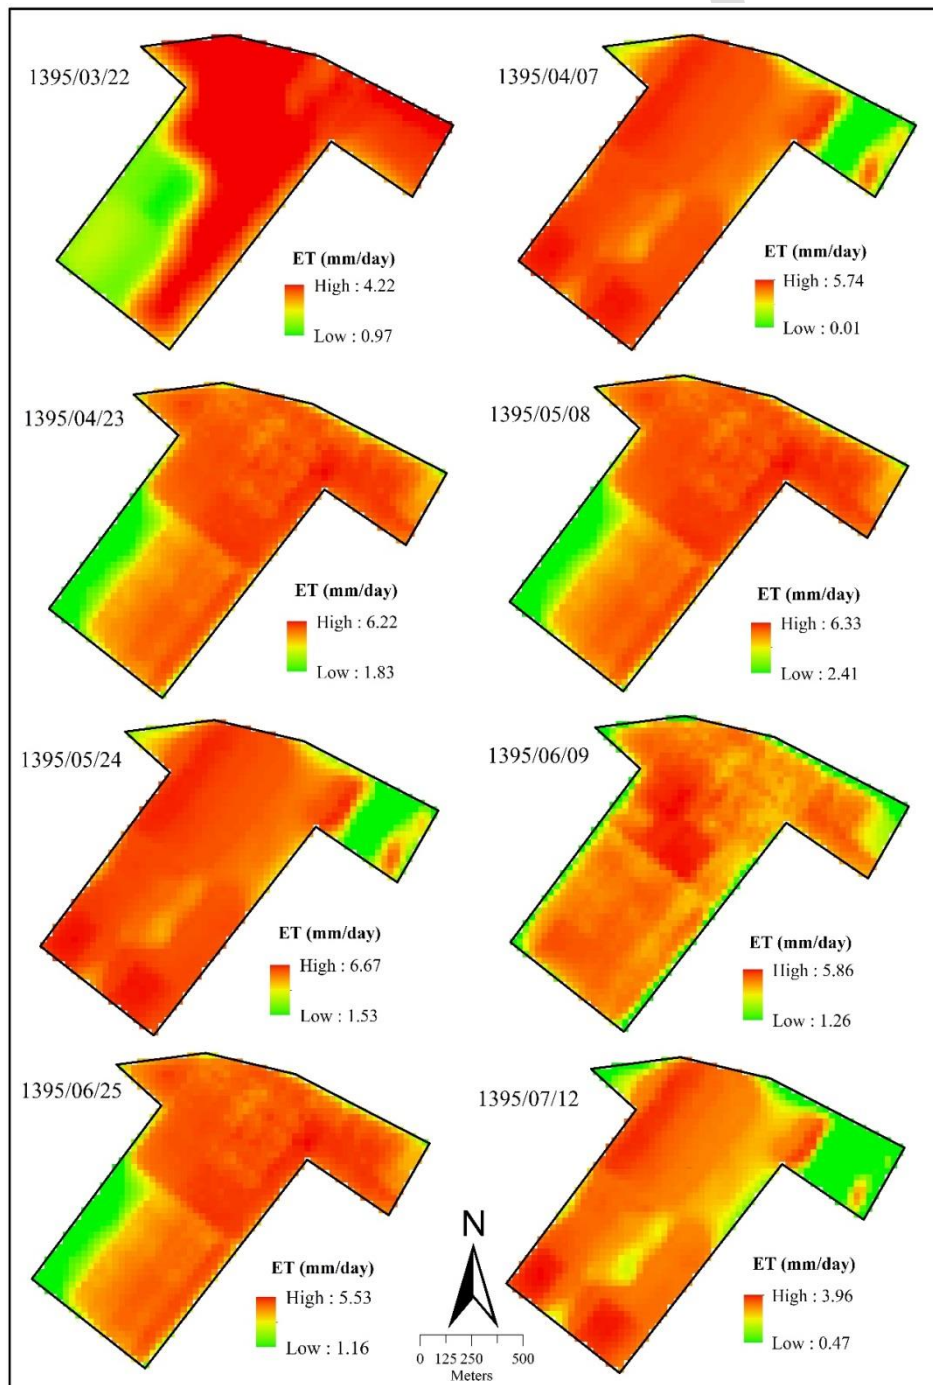 1395/03/22
ET (mm/day)
High : 4.22
Low : 0.97
1395/04/07
ET (mm/day)
High : 5.74
Low : 0.01
1395/04/23
ET (mm/day)
High : 6.22
Low : 1.83
1395/05/08
ET (mm/day)
High : 6.33
Low : 2.41
1395/05/24
ET (mm/day)
High : 6.67
Low : 1.53
1395/06/09
ET (mm/day)
High : 5.86
Low : 1.26
1395/06/25
ET (mm/day)
High : 5.53
Low : 1.16
1395/07/12
ET (mm/day)
High : 3.96
Low : 0.47
N
0 125 250 500
Meters